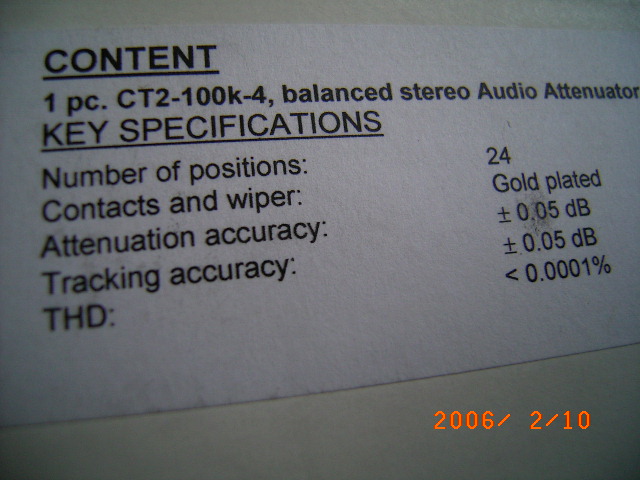 CONTENT
1 pc. CT2-100k-4, balanced stereo Audio Attenuator
KEY SPECIFICATIONS
Number of positions: 24
Contacts and wiper: Gold plated
Attenuation accuracy: ± 0.05 dB
Tracking accuracy: ± 0.05 dB
THD: < 0.0001%
2006/ 2/10